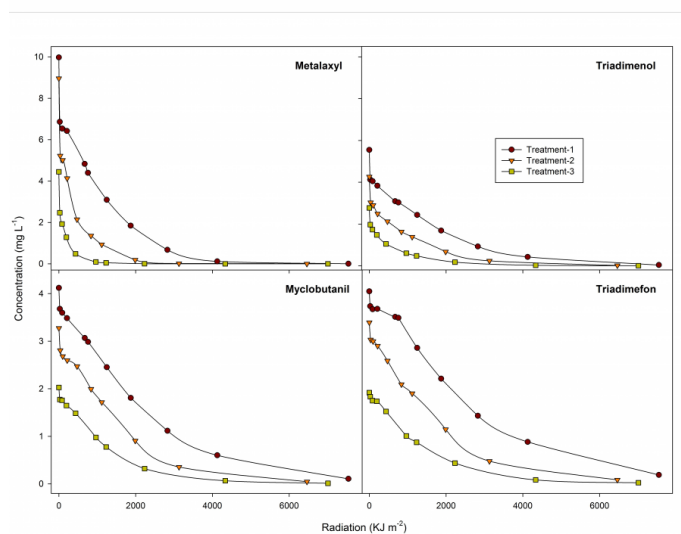 Metalaxyl
Triadimenol
10
8
6
4
2
0
Treatment-1
Treatment-2
Treatment-3
Concentration (mg L-1)
Myclobutanil
Triadimefon
4
3
2
1
0
0 2000 4000 6000
0 2000 4000 6000
Radiation (KJ m-2)